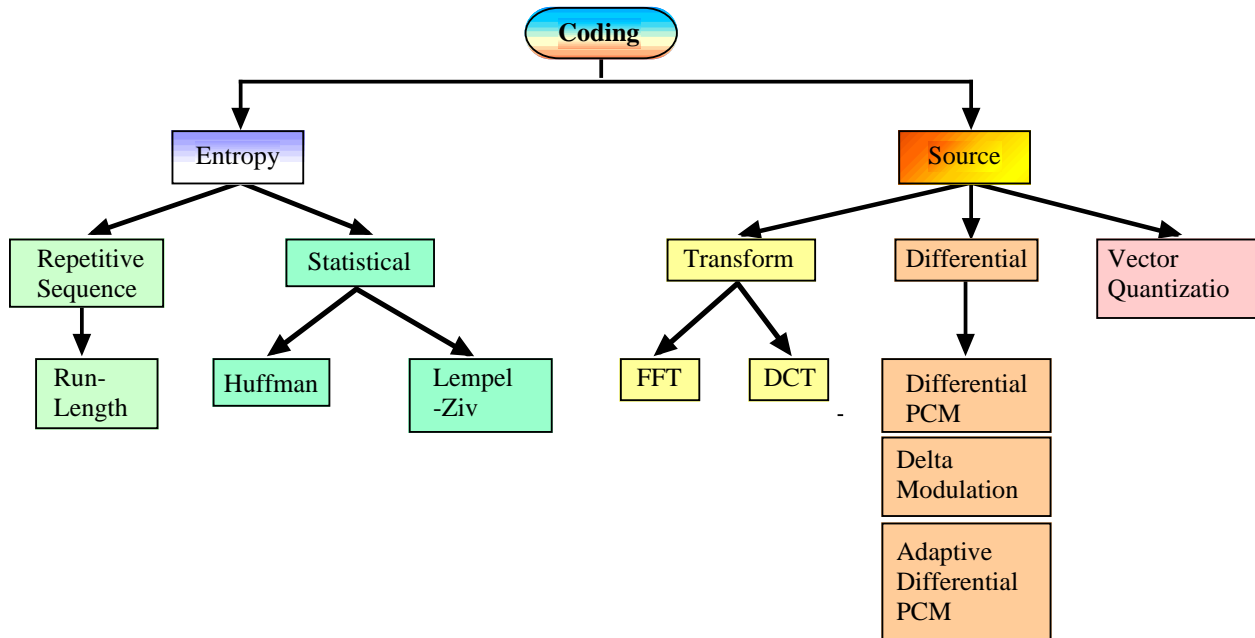 Coding
Entropy
Source
Repetitive
Sequence
Statistical
Transform
Differential
Vector
Quantizatio
Run-
Length
Huffman
Lempel
-Ziv
FFT
DCT
-
Differential
PCM
Delta
Modulation
Adaptive
Differential
PCM